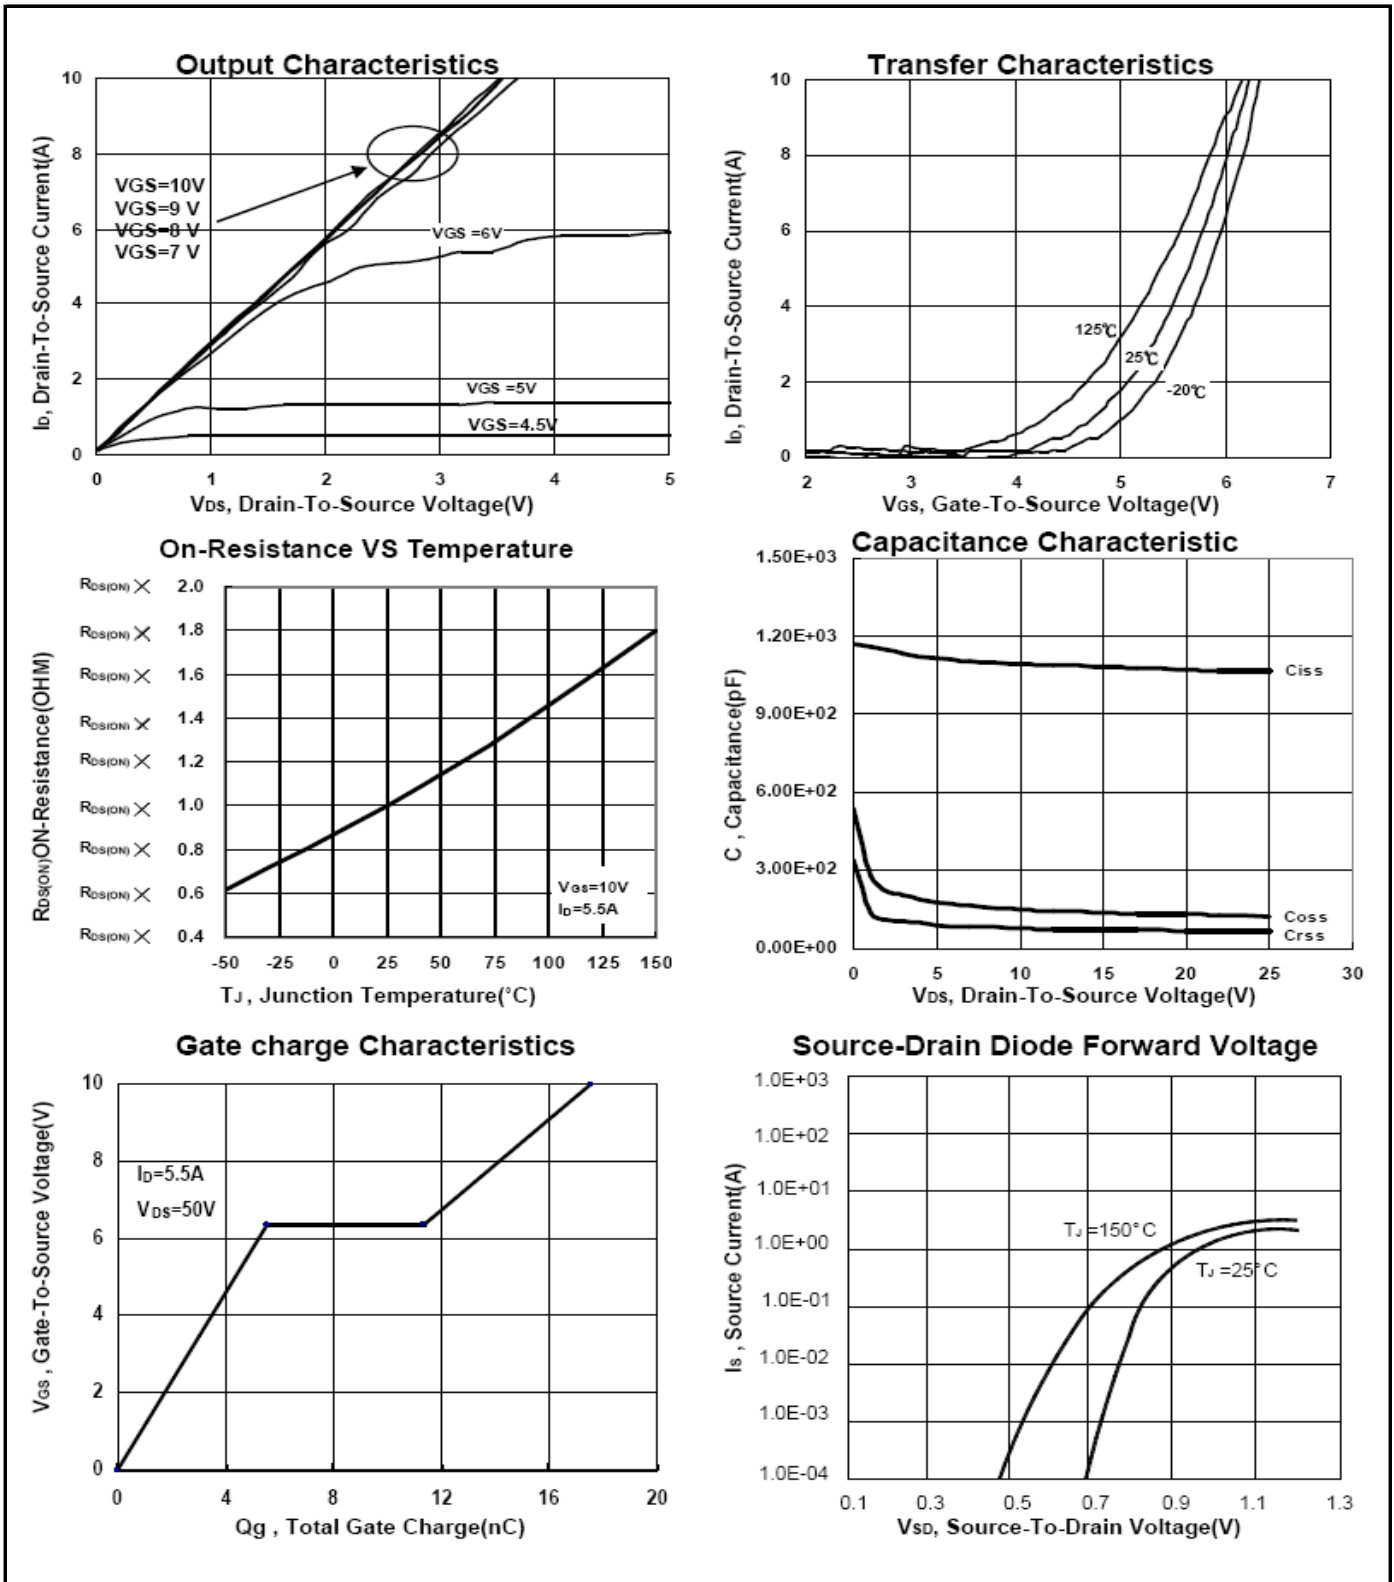 Output Characteristics
ID, Drain-To-Source Current(A)
10
8
6
4
2
0
VGS=10V
VGS=9 V
VGS=8 V
VGS=7 V
VGS =6V
VGS =5V
VGS=4.5V
0 1 2 3 4 5
VDS, Drain-To-Source Voltage(V)
Transfer Characteristics
ID, Drain-To-Source Current(A)
10
8
6
4
2
0
125℃
25℃
-20℃
2 3 4 5 6 7
VGS, Gate-To-Source Voltage(V)
On-Resistance VS Temperature
RDS(ON)ON-Resistance(OHM)
RDS(ON) X 2.0
RDS(ON) X 1.8
RDS(ON) X 1.6
RDS(ON) X 1.4
RDS(ON) X 1.2
RDS(ON) X 1.0
RDS(ON) X 0.8
RDS(ON) X 0.6
RDS(ON) X 0.4
VGS=10V
ID=5.5A
-50 -25 0 25 50 75 100 125 150
TJ , Junction Temperature(°C)
Capacitance Characteristic
C , Capacitance(pF)
1.50E+03
1.20E+03
9.00E+02
6.00E+02
3.00E+02
0.00E+00
Ciss
Coss
Crss
0 5 10 15 20 25 30
VDS, Drain-To-Source Voltage(V)
Gate charge Characteristics
VGS , Gate-To-Source Voltage(V)
10
8
6
4
2
0
ID=5.5A
VDS=50V
0 4 8 12 16 20
Qg , Total Gate Charge(nC)
Source-Drain Diode Forward Voltage
IS , Source Current(A)
1.0E+03
1.0E+02
1.0E+01
1.0E+00
1.0E-01
1.0E-02
1.0E-03
1.0E-04
TJ =150°C
TJ =25°C
0.1 0.3 0.5 0.7 0.9 1.1 1.3
VSD, Source-To-Drain Voltage(V)